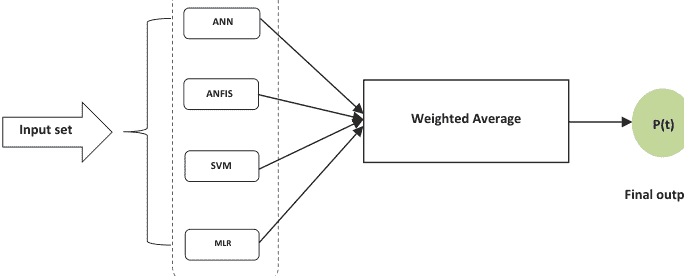 ANN
ANFIS
Input set
Weighted Average
P(t)
SVM
Final outp
MLR